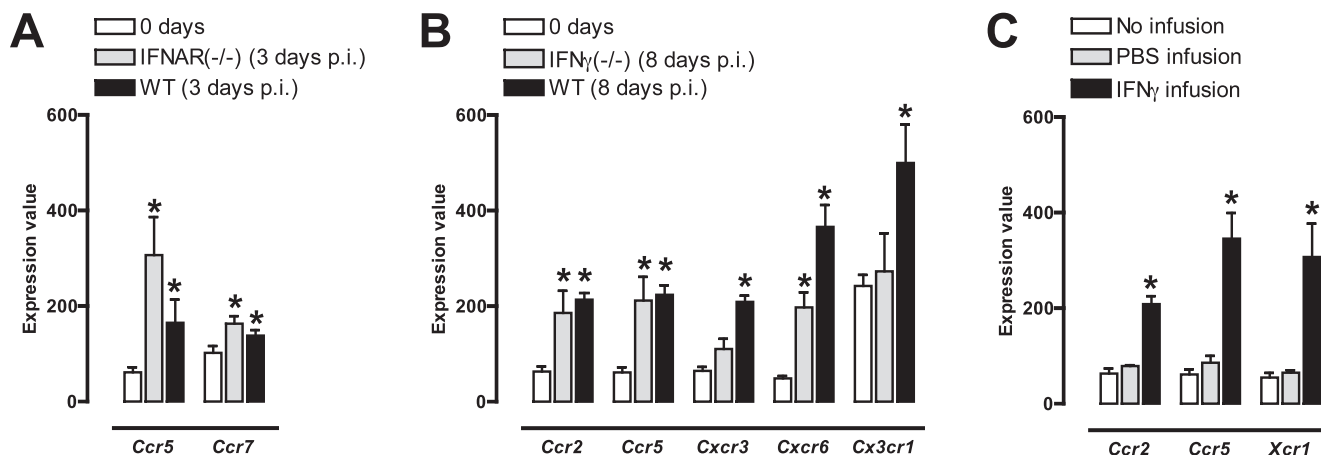 A
0 days
IFNAR(-/-) (3 days p.i.)
WT (3 days p.i.)
Expression value
600
400
200
0
* * * *
Ccr5 Ccr7
B
0 days
IFNγ(-/-) (8 days p.i.)
WT (8 days p.i.)
Expression value
600
400
200
0
* * * * * * * *
Ccr2 Ccr5 Cxcr3 Cxcr6 Cx3cr1
C
No infusion
PBS infusion
IFNγ infusion
Expression value
600
400
200
0
* * *
Ccr2 Ccr5 Xcr1